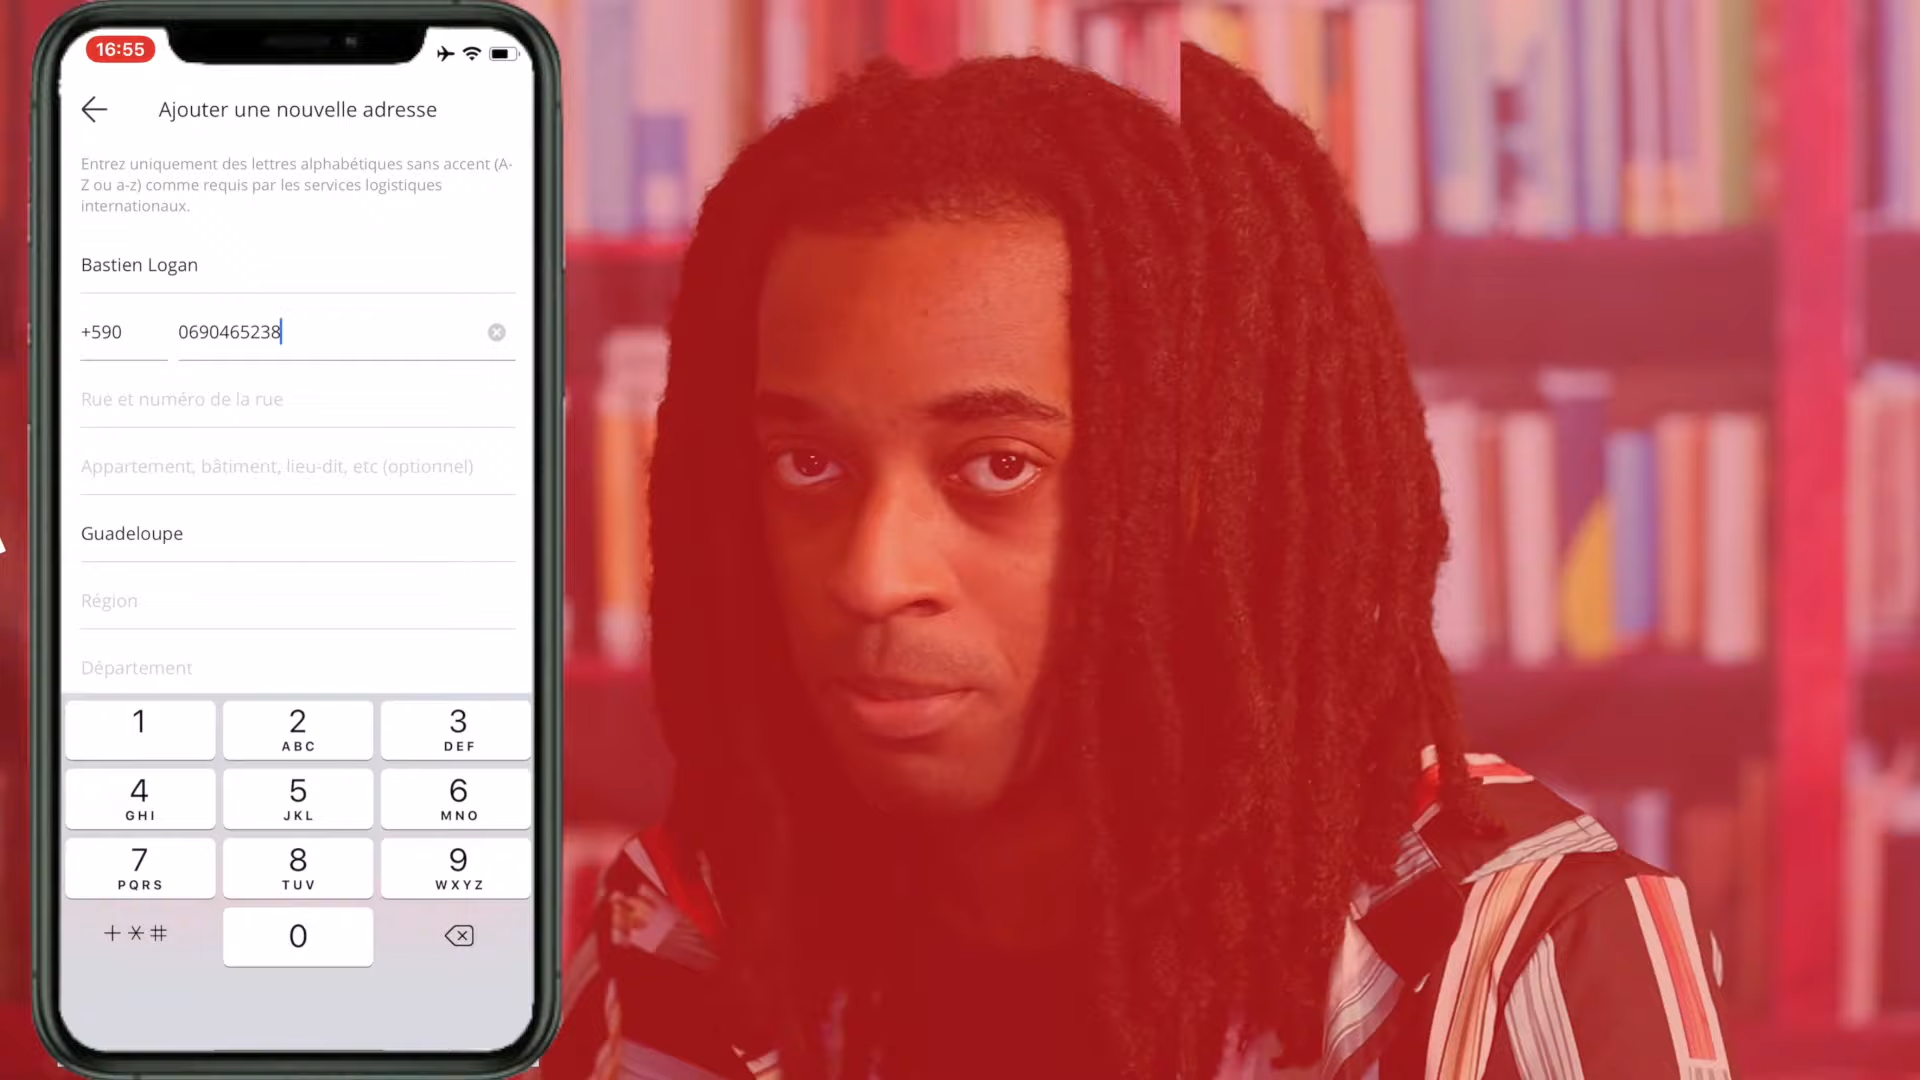 16:55
Ajouter une nouvelle adresse
Entrez uniquement des lettres alphabétiques sans accent (A-
Z ou a-z) comme requis par les services logistiques
internationaux.
Bastien Logan
+590 0690465238
Rue et numéro de la rue
Appartement, bâtiment, lieu-dit, etc (optionnel)
Guadeloupe
Région
Département
1 2 3
ABC DEF
4 5 6
GHI JKL MNO
7 8 9
PQRS TUV WXYZ
+*# 0